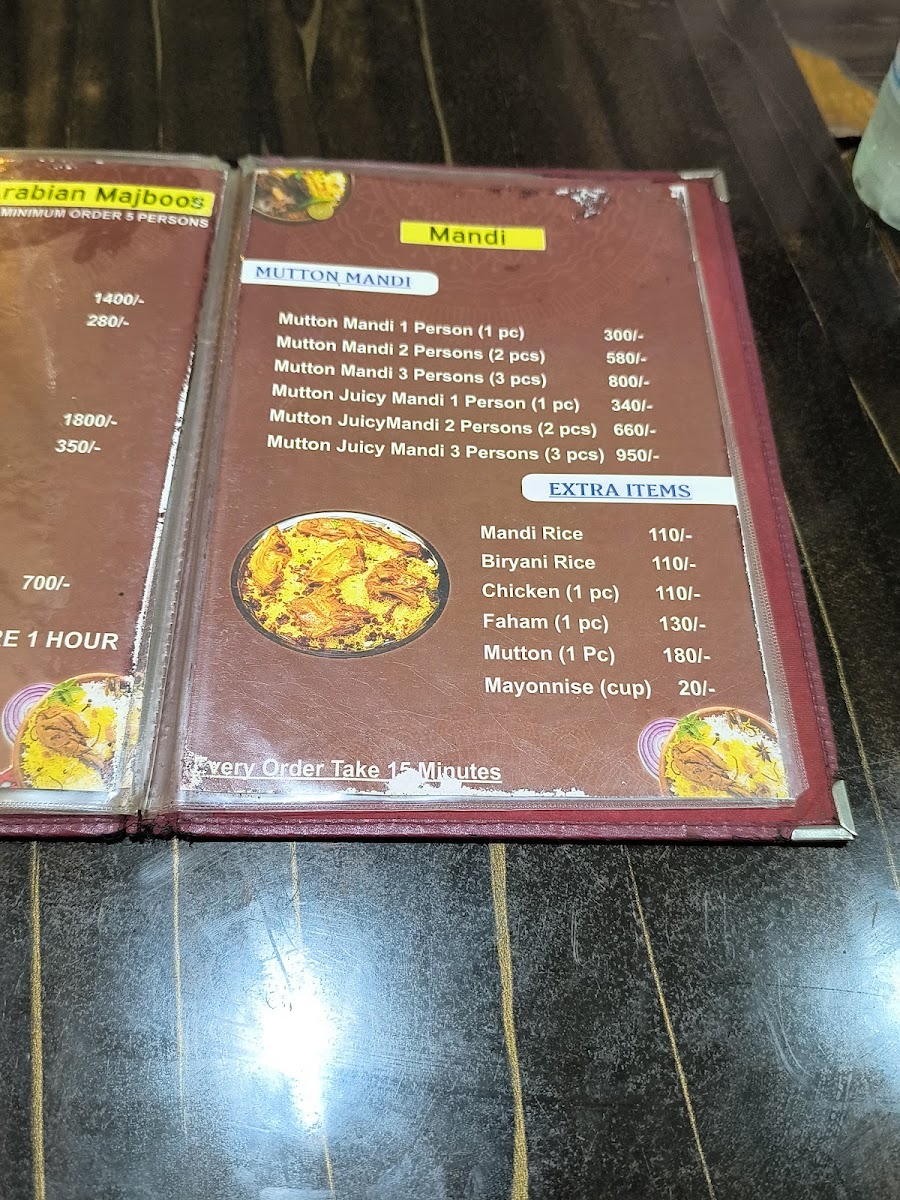 Arabian Majboos
MINIMUM ORDER 5 PERSONS
1400/-
280/-
1800/-
350/-
700/-
1 HOUR
Mandi
MUTTON MANDI
Mutton Mandi 1 Person (1 pc) 300/-
Mutton Mandi 2 Persons (2 pcs) 580/-
Mutton Mandi 3 Persons (3 pcs) 800/-
Mutton Juicy Mandi 1 Person (1 pc) 340/-
Mutton JuicyMandi 2 Persons (2 pcs) 660/-
Mutton Juicy Mandi 3 Persons (3 pcs) 950/-
EXTRA ITEMS
Mandi Rice 110/-
Biryani Rice 110/-
Chicken (1 pc) 110/-
Faham (1 pc) 130/-
Mutton (1 Pc) 180/-
Mayonnise (cup) 20/-
Every Order Take 15 Minutes